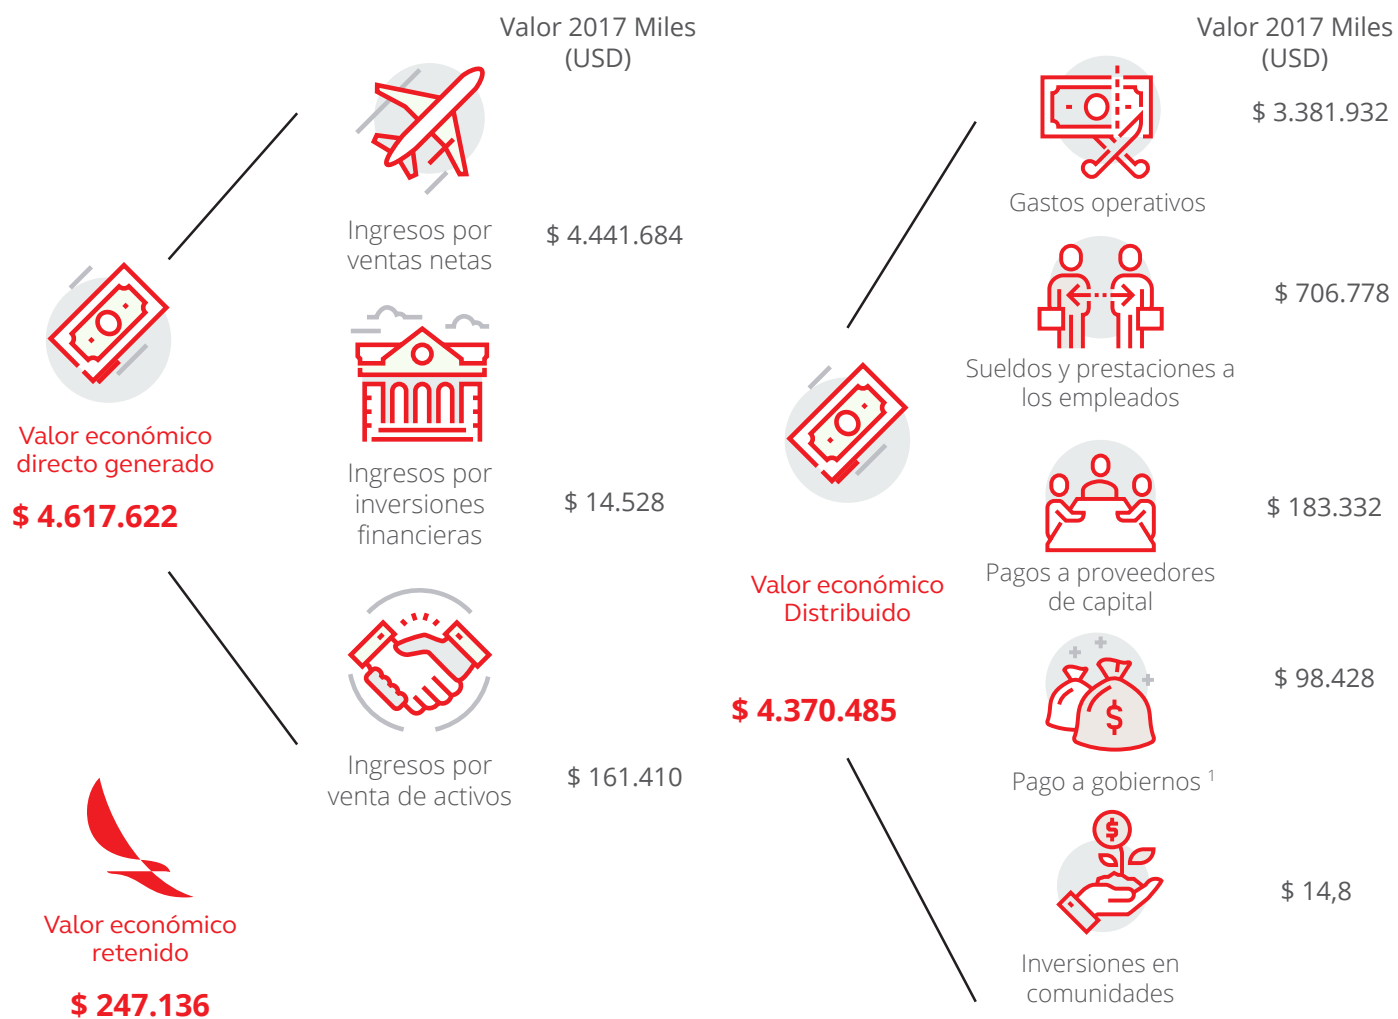 Valor 2017 Miles
(USD)
Ingresos por
ventas netas
$ 4.441.684
Valor económico
directo generado
$ 4.617.622
Ingresos por
inversiones
financieras
$ 14.528
Ingresos por
venta de activos
$ 161.410
Valor económico
retenido
$ 247.136
Valor 2017 Miles
(USD)
$ 3.381.932
Gastos operativos
$ 706.778
Sueldos y prestaciones a
los empleados
$ 183.332
Pagos a proveedores
de capital
Valor económico
Distribuido
$ 4.370.485
$ 98.428
$
Pago a gobiernos 1
$
$ 14,8
Inversiones en
comunidades